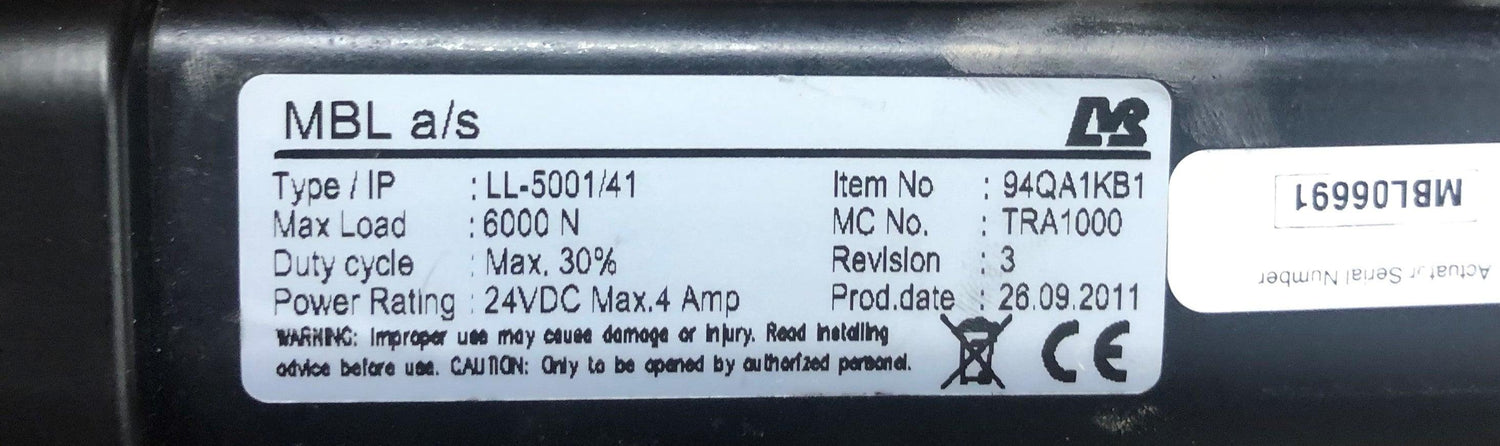 MBL a/s
Type / IP : LL-5001/41
Max Load : 6000 N
Duty cycle : Max. 30%
Power Rating : 24VDC Max.4 Amp
Item No : 94QA1KB1
MC No. : TRA1000
Revision : 3
Prod.date : 26.09.2011
WARNING: Improper use may cause damage or injury. Read installing
advice before use. CAUTION: Only to be opened by authorized personal.
CE
Actuator Serial Number
MBL06691